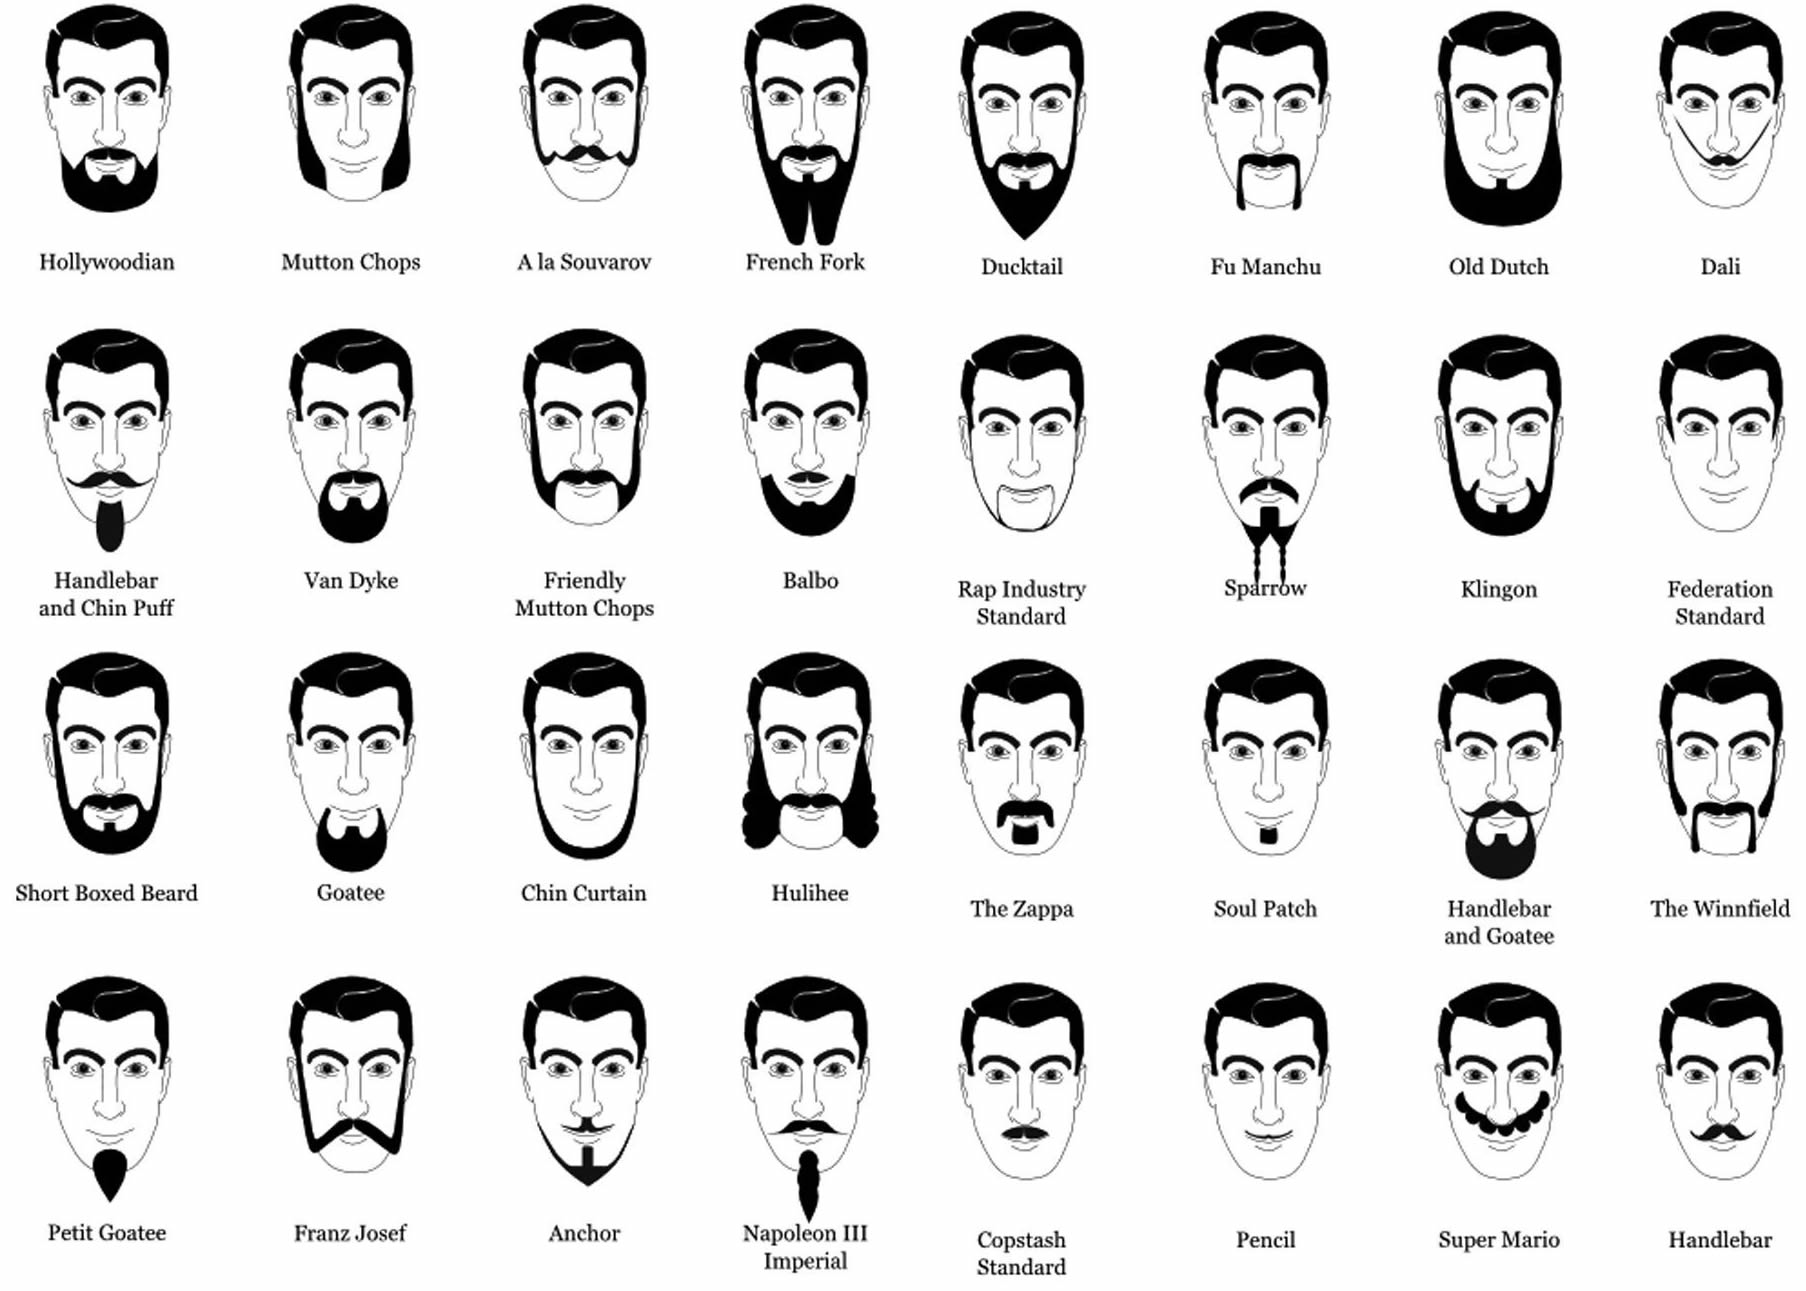 Hollywoodian
Mutton Chops
A la Souvarov
French Fork
Ducktail
Fu Manchu
Old Dutch
Dali
Handlebar
and Chin Puff
Van Dyke
Friendly
Mutton Chops
Balbo
Rap Industry
Standard
Sparrow
Klingon
Federation
Standard
Short Boxed Beard
Goatee
Chin Curtain
Hulihee
The Zappa
Soul Patch
Handlebar
and Goatee
The Winnfield
Petit Goatee
Franz Josef
Anchor
Napoleon III
Imperial
Copstash
Standard
Pencil
Super Mario
Handlebar